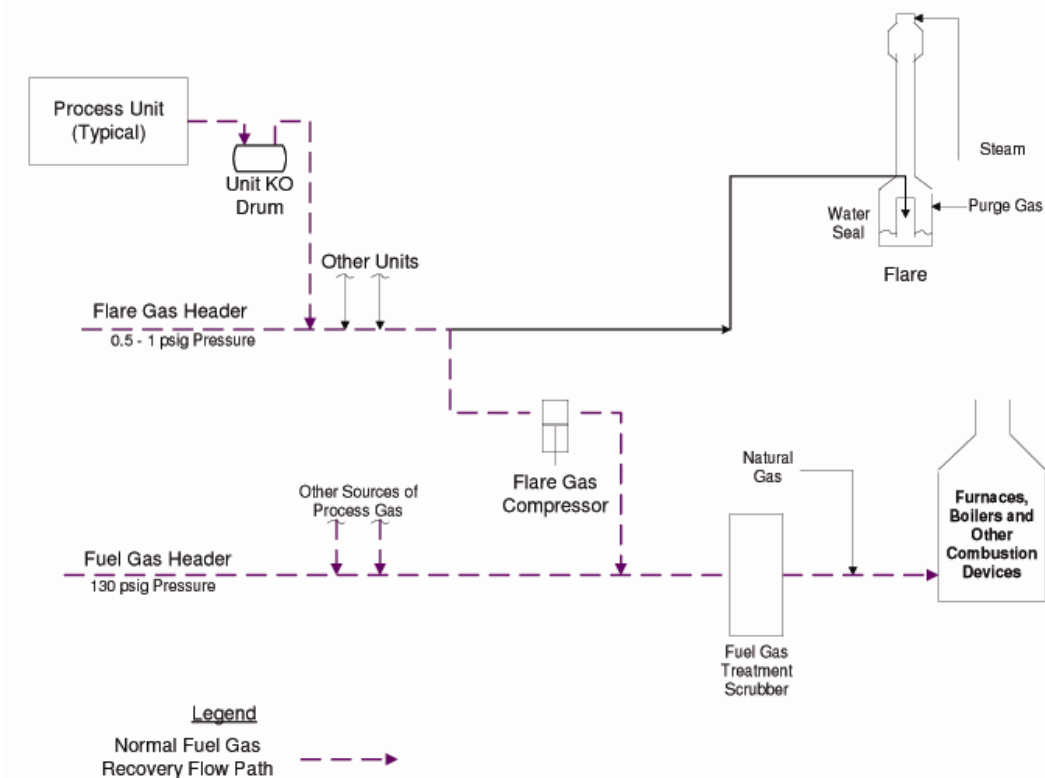 Process Unit
(Typical)
Unit KO
Drum
Steam
Purge Gas
Water
Seal
Flare
Other Units
Flare Gas Header
0.5 - 1 psig Pressure
Flare Gas
Compressor
Natural
Gas
Other Sources of
Process Gas
Furnaces,
Boilers and
Other
Combustion
Devices
Fuel Gas Header
130 psig Pressure
Fuel Gas
Treatment
Scrubber
Legend
Normal Fuel Gas
Recovery Flow Path